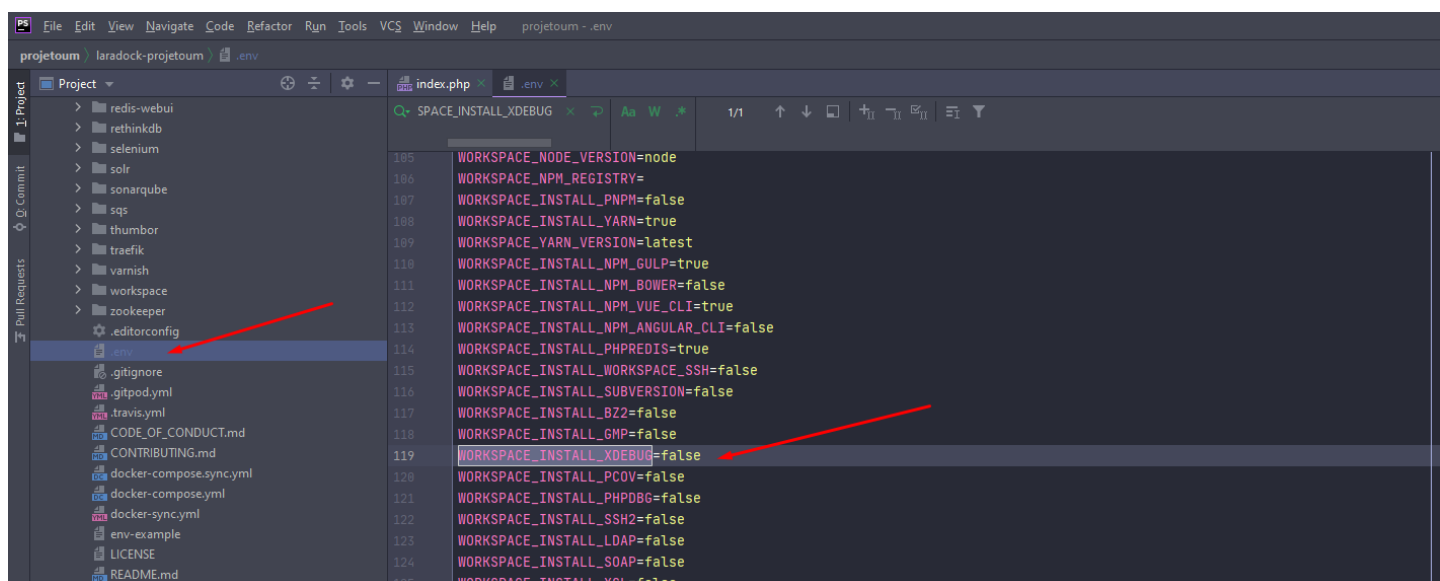 PS File Edit View Navigate Code Refactor Run Tools VCS Window Help projetoum - .env
projetoum laradock-projetoum .env
Project
index.php .env
1: Project
0: Commit
Pull Requests
redis-webui
rethinkdb
selenium
solr
sonarqube
sqs
thumbor
traefik
varnish
workspace
zookeeper
.editorconfig
.env
.gitignore
.gitpod.yml
.travis.yml
CODE_OF_CONDUCT.md
CONTRIBUTING.md
docker-compose.sync.yml
docker-compose.yml
docker-sync.yml
env-example
LICENSE
README.md
SPACE_INSTALL_XDEBUG Aa W .* 1/1
105 WORKSPACE_NODE_VERSION=node
106 WORKSPACE_NPM_REGISTRY=
107 WORKSPACE_INSTALL_PNPM=false
108 WORKSPACE_INSTALL_YARN=true
109 WORKSPACE_YARN_VERSION=latest
110 WORKSPACE_INSTALL_NPM_GULP=true
111 WORKSPACE_INSTALL_NPM_BOWER=false
112 WORKSPACE_INSTALL_NPM_VUE_CLI=true
113 WORKSPACE_INSTALL_NPM_ANGULAR_CLI=false
114 WORKSPACE_INSTALL_PHPREDIS=true
115 WORKSPACE_INSTALL_WORKSPACE_SSH=false
116 WORKSPACE_INSTALL_SUBVERSION=false
117 WORKSPACE_INSTALL_BZ2=false
118 WORKSPACE_INSTALL_GMP=false
119 WORKSPACE_INSTALL_XDEBUG=false
120 WORKSPACE_INSTALL_PCOV=false
121 WORKSPACE_INSTALL_PHPDBG=false
122 WORKSPACE_INSTALL_SSH2=false
123 WORKSPACE_INSTALL_LDAP=false
124 WORKSPACE_INSTALL_SOAP=false